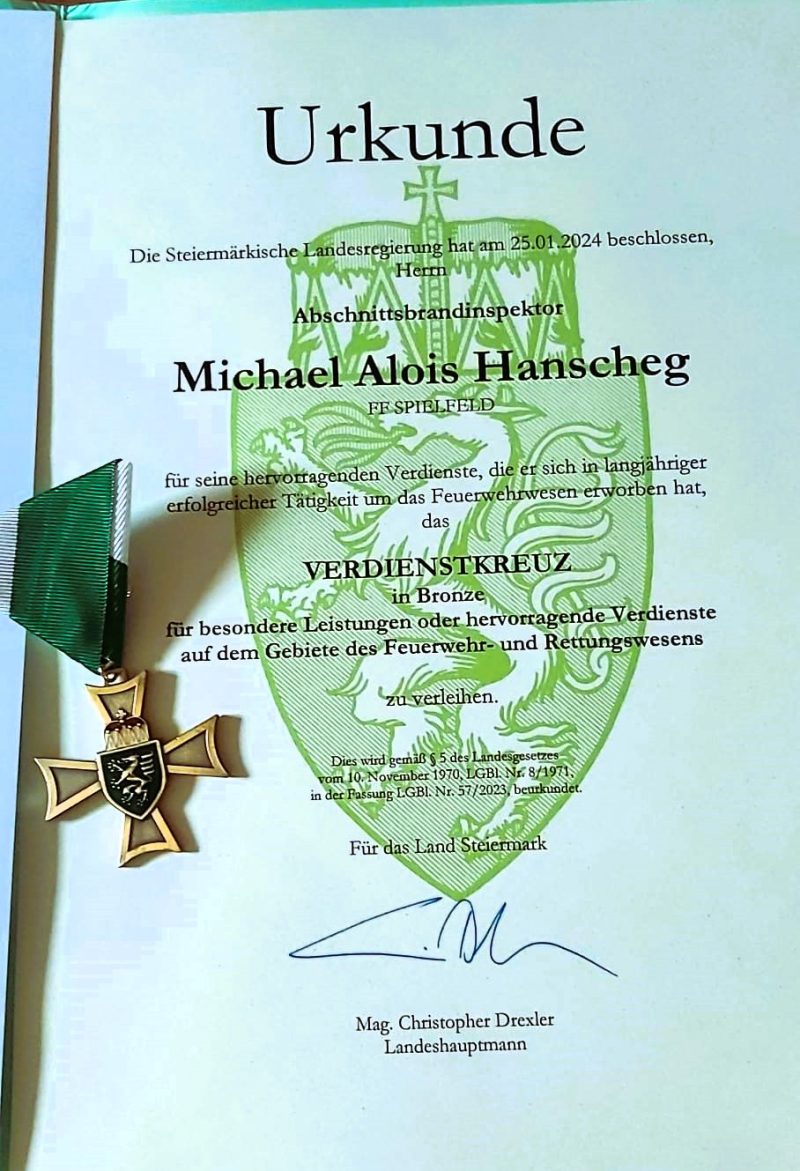 Urkunde
Die Steiermärkische Landesregierung hat am 25.01.2024 beschlossen,
Herrn
Abschnittsbrandinspektor
Michael Alois Hanscheg
FF SPIELFELD
für seine hervorragenden Verdienste, die er sich in langjähriger
erfolgreicher Tätigkeit um das Feuerwehrwesen erworben hat,
das
VERDIENSTKREUZ
in Bronze
für besondere Leistungen oder hervorragende Verdienste
auf dem Gebiete des Feuerwehr- und Rettungswesens
zu verleihen.
Dies wird gemäß § 5 des Landesgesetzes
vom 10. November 1970, LGBl. Nr. 8/1971,
in der Fassung LGBl. Nr. 57/2023, beurkundet.
Für das Land Steiermark
Mag. Christopher Drexler
Landeshauptmann